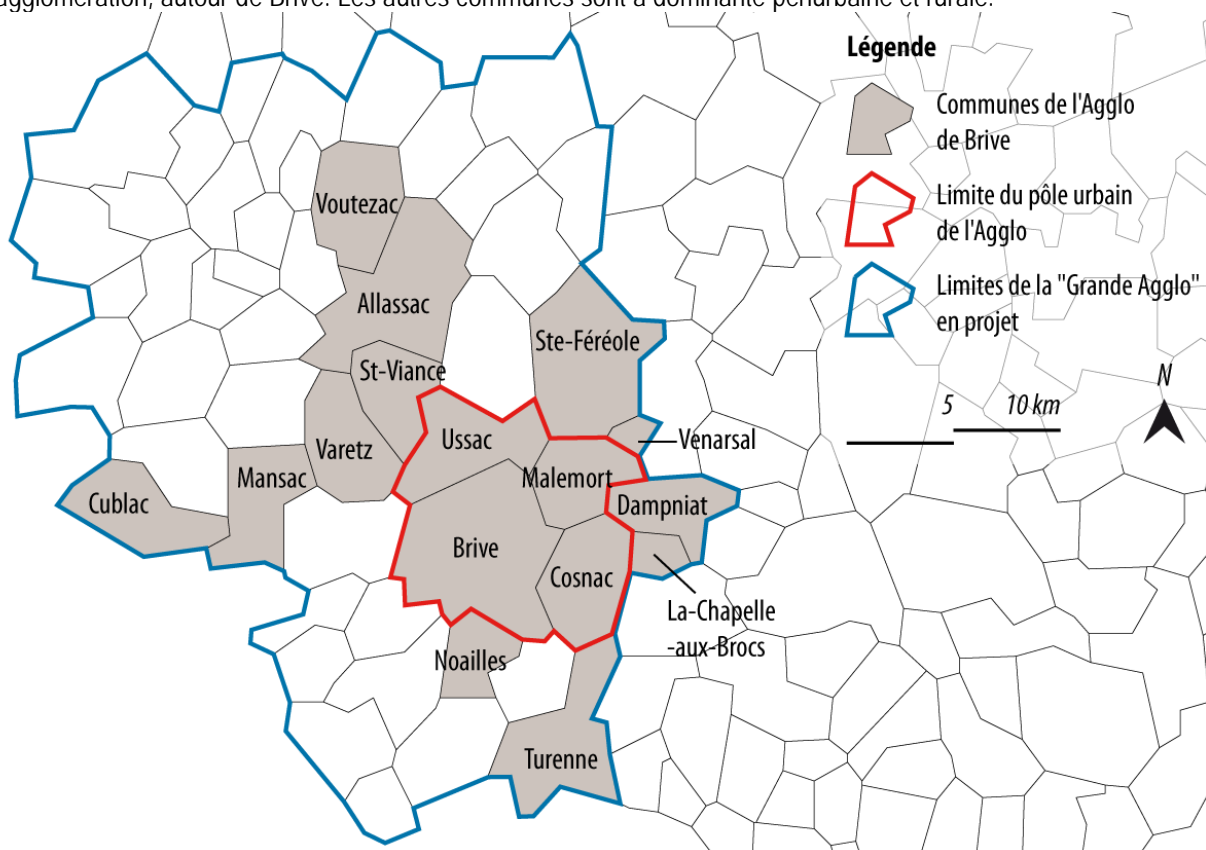 agglomération, autour de Brive. Les autres communes sont à dominante périurbaine et rurale.
Légende
Communes de l'Agglo
de Brive
Limite du pôle urbain
de l'Agglo
Limites de la "Grande Agglo"
en projet
5
10 km
N
Voutezac
Allassac
Ste-Féréole
St-Viance
Ussac
Venarsal
Varetz
Mansac
Malemort
Cublac
Dampniat
Brive
Cosnac
La-Chapelle
-aux-Brocs
Noailles
Turenne